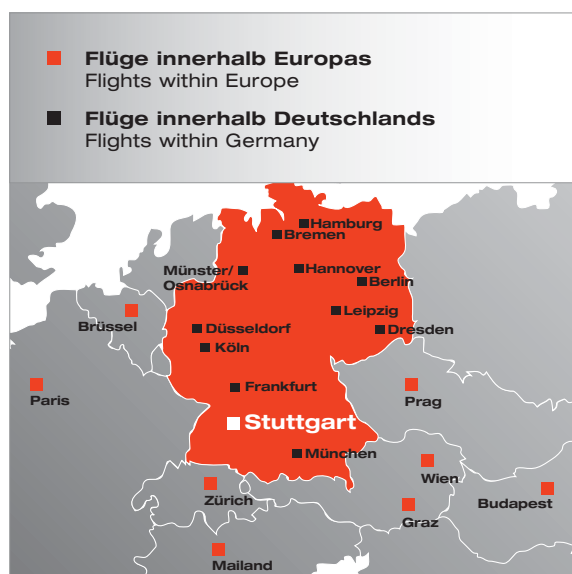 Flüge innerhalb Europas
Flights within Europe
Flüge innerhalb Deutschlands
Flights within Germany
Hamburg
Bremen
Münster/
Osnabrück
Hannover
Berlin
Brüssel
Leipzig
Düsseldorf
Dresden
Köln
Paris
Frankfurt
Prag
Stuttgart
München
Wien
Zürich
Budapest
Graz
Mailand